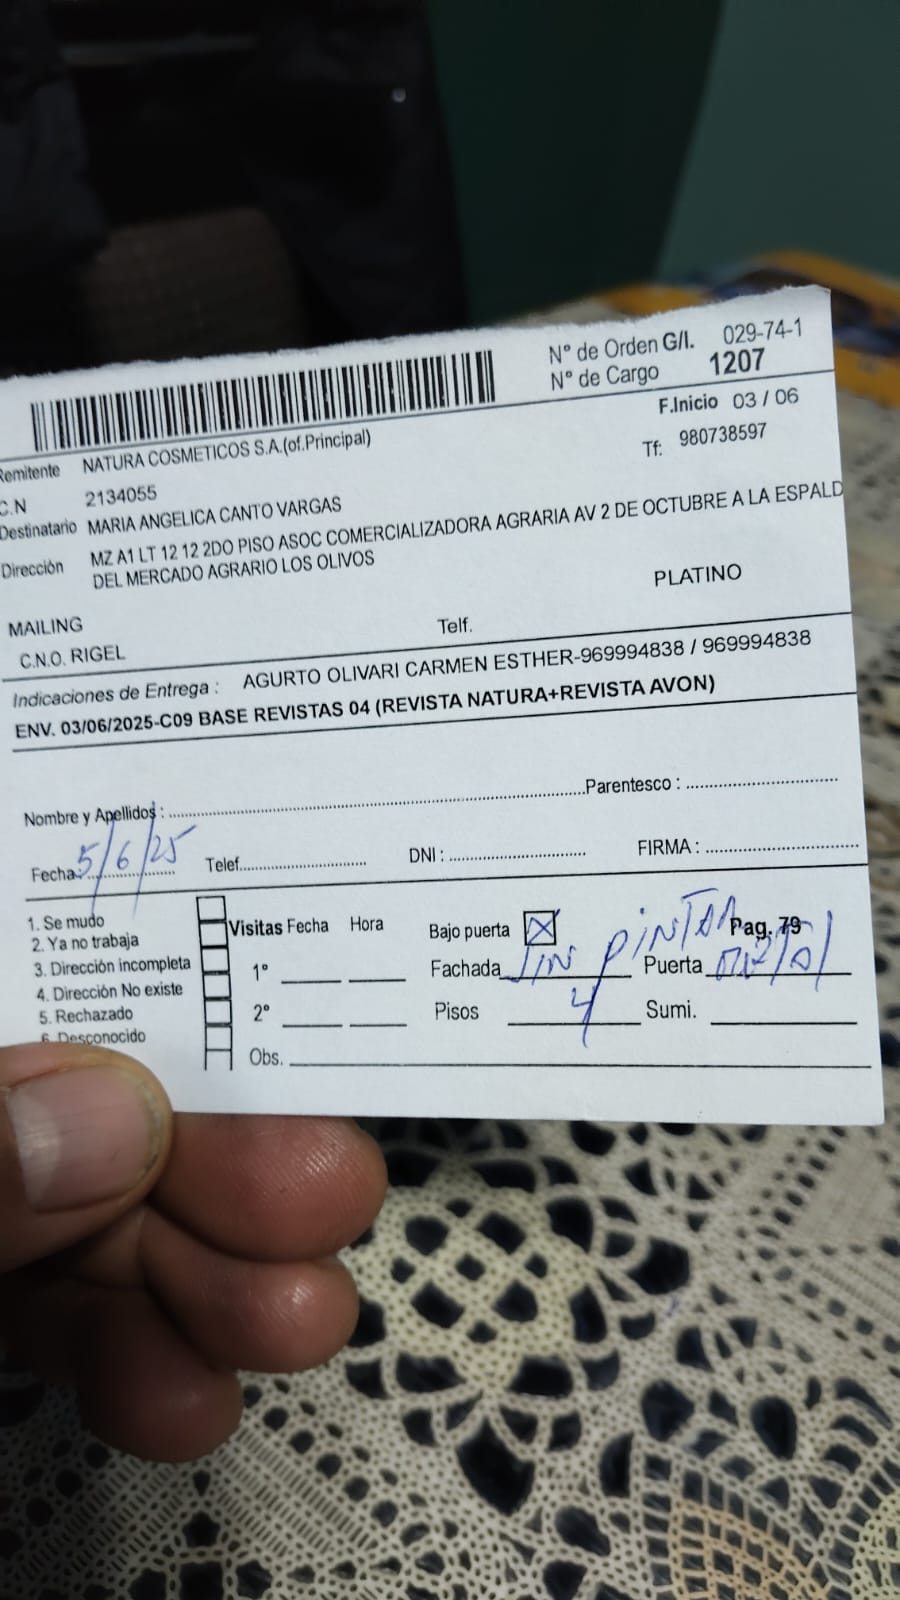 N° de Orden G/I. 029-74-1
N° de Cargo 1207
F.Inicio 03 / 06
Remitente NATURA COSMETICOS S.A.(of.Principal)
Tf: 980738597
C.N 2134055
Destinatario MARIA ANGELICA CANTO VARGAS
Dirección MZ A1 LT 12 12 2DO PISO ASOC COMERCIALIZADORA AGRARIA AV 2 DE OCTUBRE A LA ESPALD
DEL MERCADO AGRARIO LOS OLIVOS
PLATINO
MAILING
Telf.
C.N.O. RIGEL
Indicaciones de Entrega : AGURTO OLIVARI CARMEN ESTHER-969994838 / 969994838
ENV. 03/06/2025-C09 BASE REVISTAS 04 (REVISTA NATURA+REVISTA AVON)
Nombre y Apellidos : Parentesco :
Fecha: 5/6/25 Telef. DNI : FIRMA :
1. Se mudo
2. Ya no trabaja
3. Dirección incompleta
4. Dirección No existe
5. Rechazado
6. Desconocido
Visitas Fecha Hora
1°
2°
Obs.
Bajo puerta X Pag. 79
Fachada SIN PINTAR Puerta
Pisos 4 Sumi.